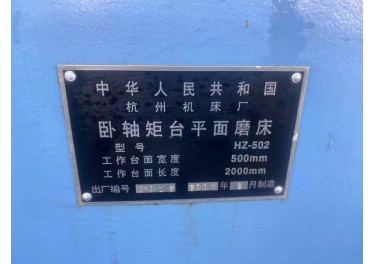 中华人民共和国
杭州机床厂
卧轴矩台平面磨床
型号 HZ-502
工作台面宽度 500mm
工作台面长度 2000mm
出厂编号 年 月制造